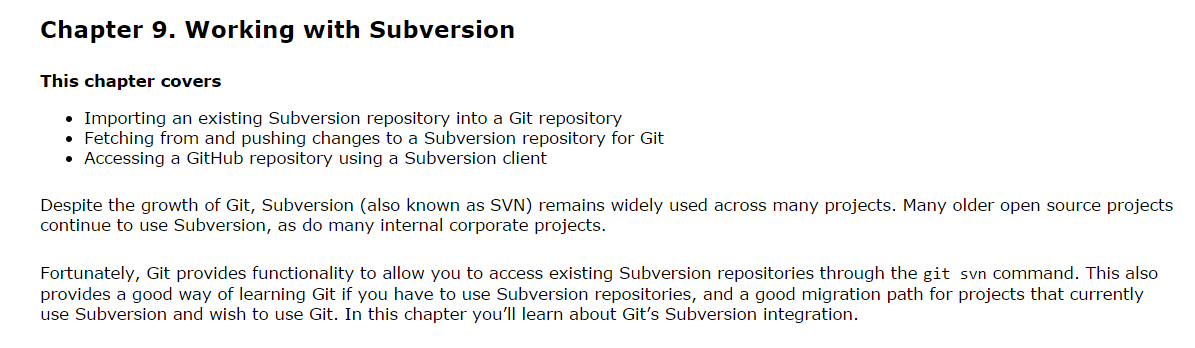 Chapter 9. Working with Subversion
This chapter covers
• Importing an existing Subversion repository into a Git repository
• Fetching from and pushing changes to a Subversion repository for Git
• Accessing a GitHub repository using a Subversion client
Despite the growth of Git, Subversion (also known as SVN) remains widely used across many projects. Many older open source projects
continue to use Subversion, as do many internal corporate projects.
Fortunately, Git provides functionality to allow you to access existing Subversion repositories through the git svn command. This also
provides a good way of learning Git if you have to use Subversion repositories, and a good migration path for projects that currently
use Subversion and wish to use Git. In this chapter you’ll learn about Git’s Subversion integration.